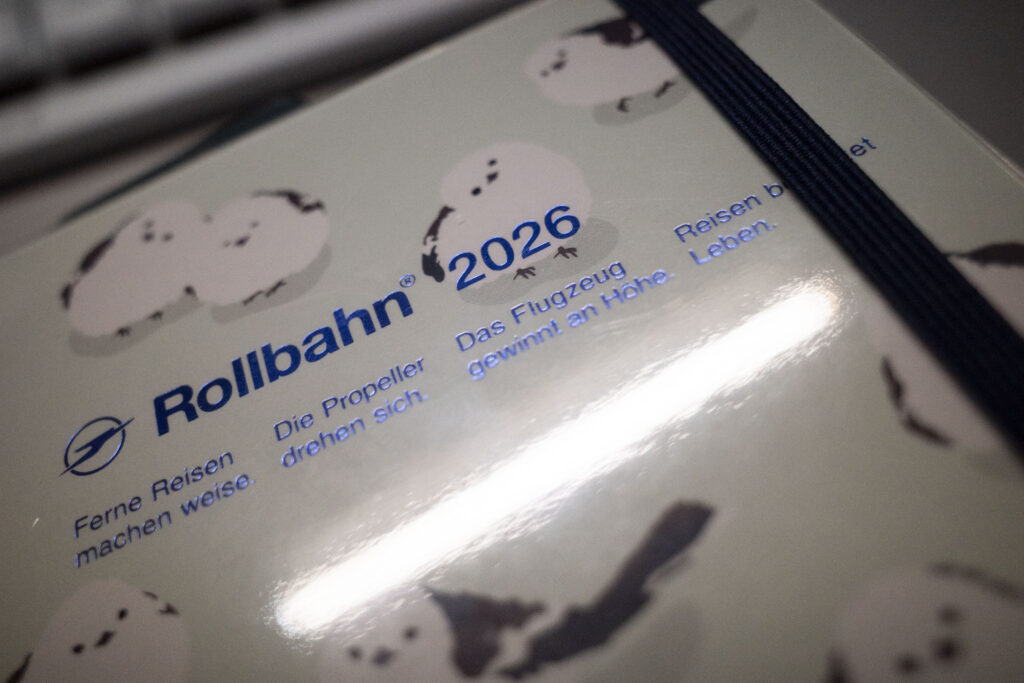 Rollbahn® 2026
Ferne Reisen
machen weise.
Die Propeller
drehen sich.
Das Flugzeug
gewinnt an Höhe.
Reisen
Leben.